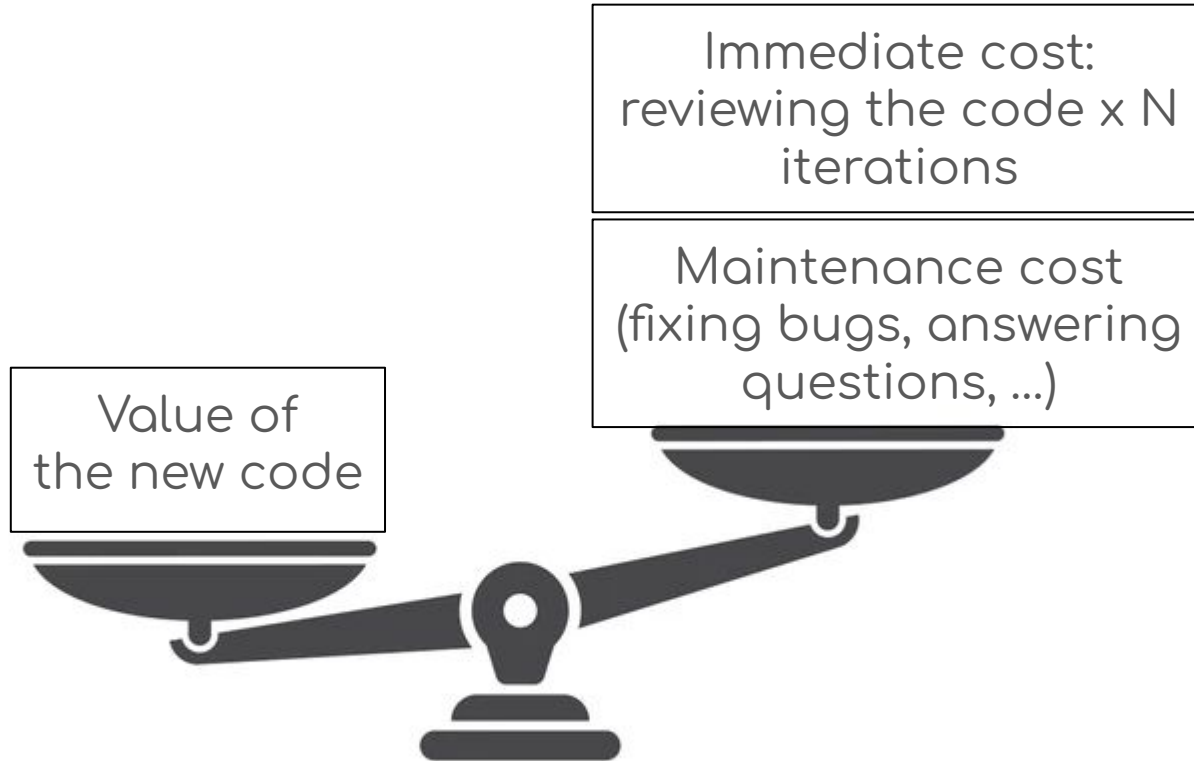 Immediate cost:
reviewing the code x N
iterations
Maintenance cost
(fixing bugs, answering
questions, ...)
Value of
the new code